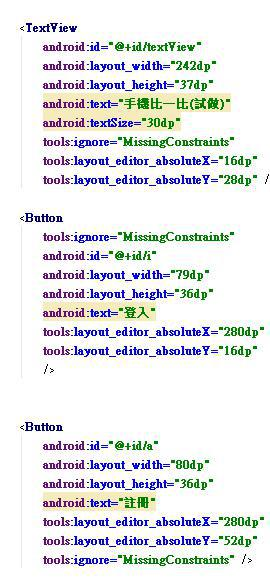 <TextView
android:id="@+id/textView"
android:layout_width="242dp"
android:layout_height="37dp"
android:text="手機比一比(試做)"
android:textSize="30dp"
tools:ignore="MissingConstraints"
tools:layout_editor_absoluteX="16dp"
tools:layout_editor_absoluteY="28dp" /
<Button
tools:ignore="MissingConstraints"
android:id="@+id/i"
android:layout_width="79dp"
android:layout_height="36dp"
android:text="登入"
tools:layout_editor_absoluteX="280dp"
tools:layout_editor_absoluteY="16dp"
/>
<Button
android:id="@+id/a"
android:layout_width="80dp"
android:layout_height="36dp"
android:text="註冊"
tools:layout_editor_absoluteX="280dp"
tools:layout_editor_absoluteY="52dp"
tools:ignore="MissingConstraints" />